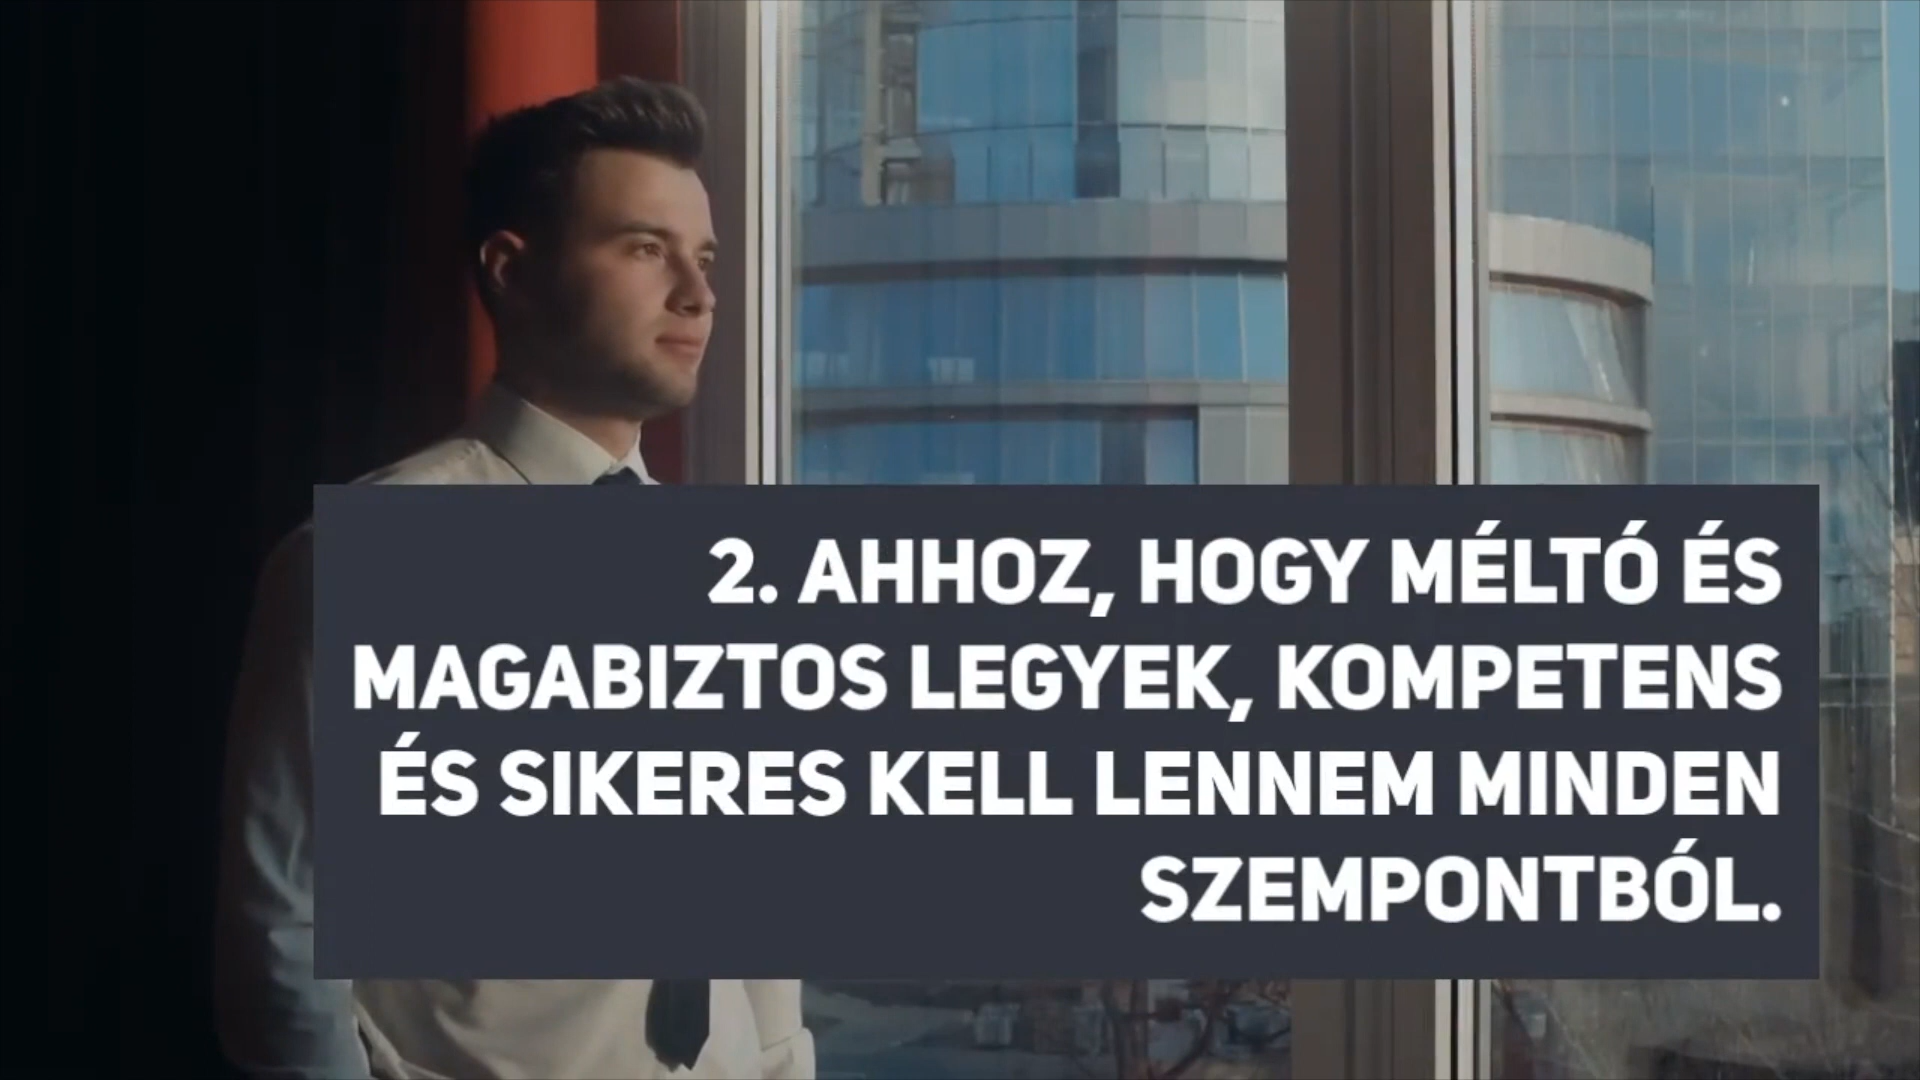 2. AHHOZ, HOGY MÉLTÓ ÉS
MAGABIZTOS LEGYEK, KOMPETENS
ÉS SIKERES KELL LENNEM MINDEN
SZEMPONTBÓL.